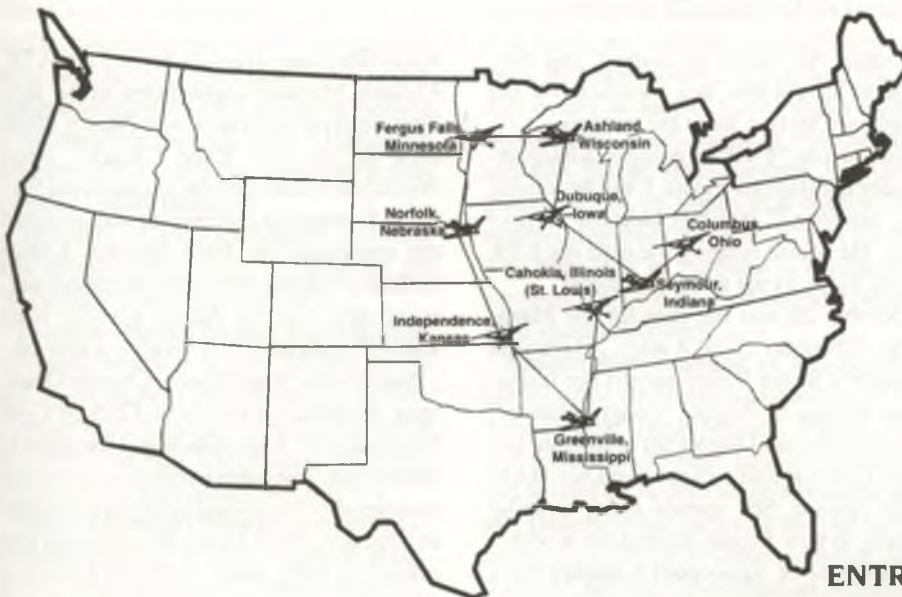 Fergus Falls,
Minnesota
Ashland,
Wisconsin
Dubuque,
Iowa
Norfolk,
Nebraska
Columbus,
Ohio
Cahokia, Illinois
(St. Louis)
Seymour,
Indiana
Independence,
Kansas
Greenville,
Mississippi
ENTR